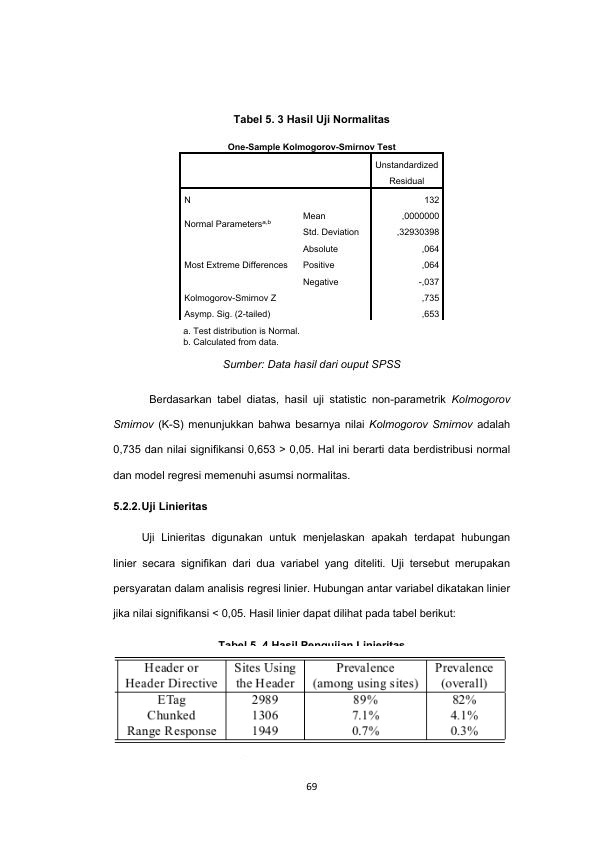 Tabel 5. 3 Hasil Uji Normalitas
One-Sample Kolmogorov-Smirnov Test
Unstandardized
Residual
N 132
Normal Parametersa,b Mean ,0000000
Std. Deviation ,32930398
Most Extreme Differences Absolute ,064
Positive ,064
Negative -,037
Kolmogorov-Smirnov Z ,735
Asymp. Sig. (2-tailed) ,653
a. Test distribution is Normal.
b. Calculated from data.
Sumber: Data hasil dari ouput SPSS
Berdasarkan tabel diatas, hasil uji statistic non-parametrik Kolmogorov
Smirnov (K-S) menunjukkan bahwa besarnya nilai Kolmogorov Smirnov adalah
0,735 dan nilai signifikansi 0,653 > 0,05. Hal ini berarti data berdistribusi normal
dan model regresi memenuhi asumsi normalitas.
5.2.2. Uji Linieritas
Uji Linieritas digunakan untuk menjelaskan apakah terdapat hubungan
linier secara signifikan dari dua variabel yang diteliti. Uji tersebut merupakan
persyaratan dalam analisis regresi linier. Hubungan antar variabel dikatakan linier
jika nilai signifikansi < 0,05. Hasil linier dapat dilihat pada tabel berikut:
Tabel 5. 4 Hasil Pengujian Linieritas
Header or Sites Using Prevalence Prevalence
Header Directive the Header (among using sites) (overall)
ETag 2989 89% 82%
Chunked 1306 7.1% 4.1%
Range Response 1949 0.7% 0.3%
69